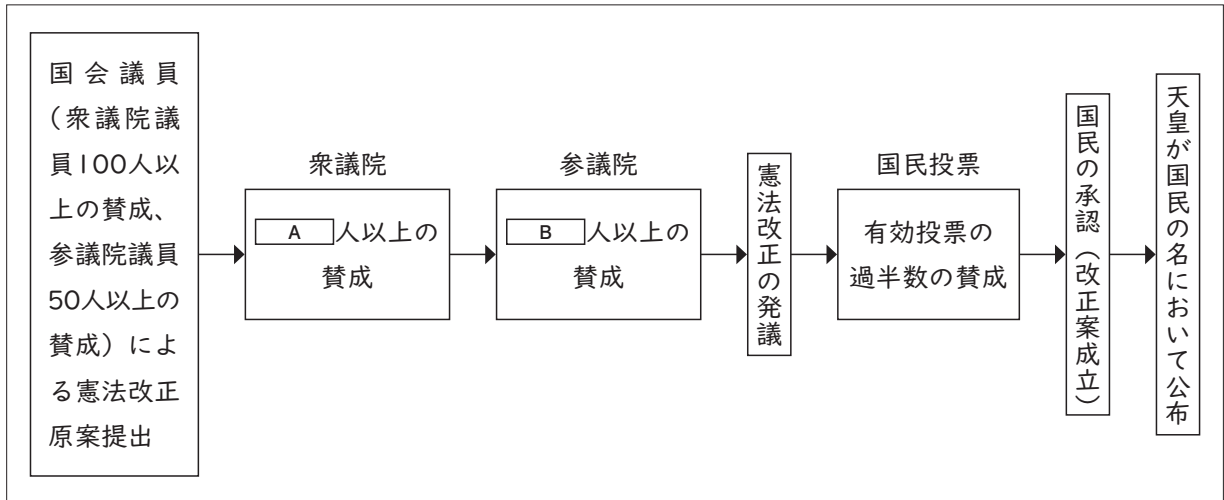 国会議員
（衆議院議
員100人以
上の賛成、
参議院議員
50人以上の
賛成）によ
る憲法改正
原案提出
衆議院
A 人以上の
賛成
参議院
B 人以上の
賛成
憲法改正の発議
国民投票
有効投票の
過半数の賛成
国民の承認（改正案成立）
天皇が国民の名において公布